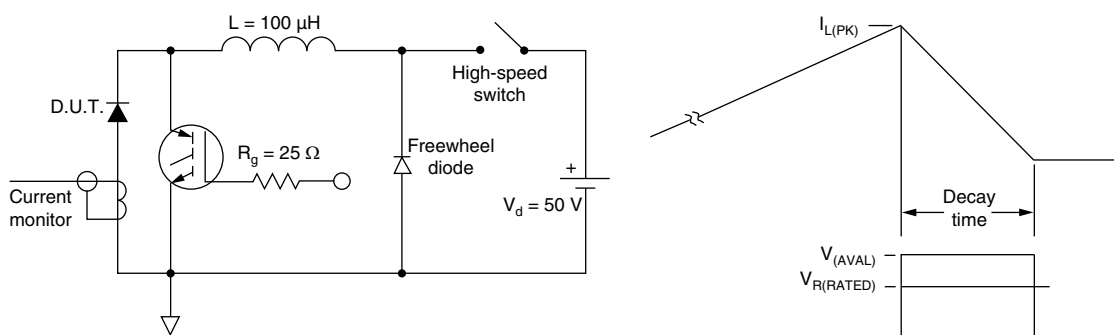 L = 100 µH
D.U.T.
High-speed
switch
R_g = 25 Ω
Freewheel
diode
+
V_d = 50 V
Current
monitor
I_L(PK)
Decay
time
V_(AVAL)
V_R(RATED)